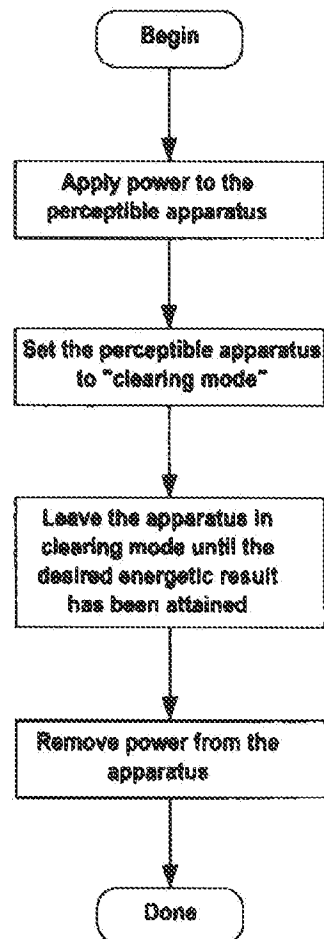 Begin
Apply power to the
perceptible apparatus
Set the perceptible apparatus
to "clearing mode"
Leave the apparatus in
clearing mode until the
desired energetic result
has been attained
Remove power from the
apparatus
Done